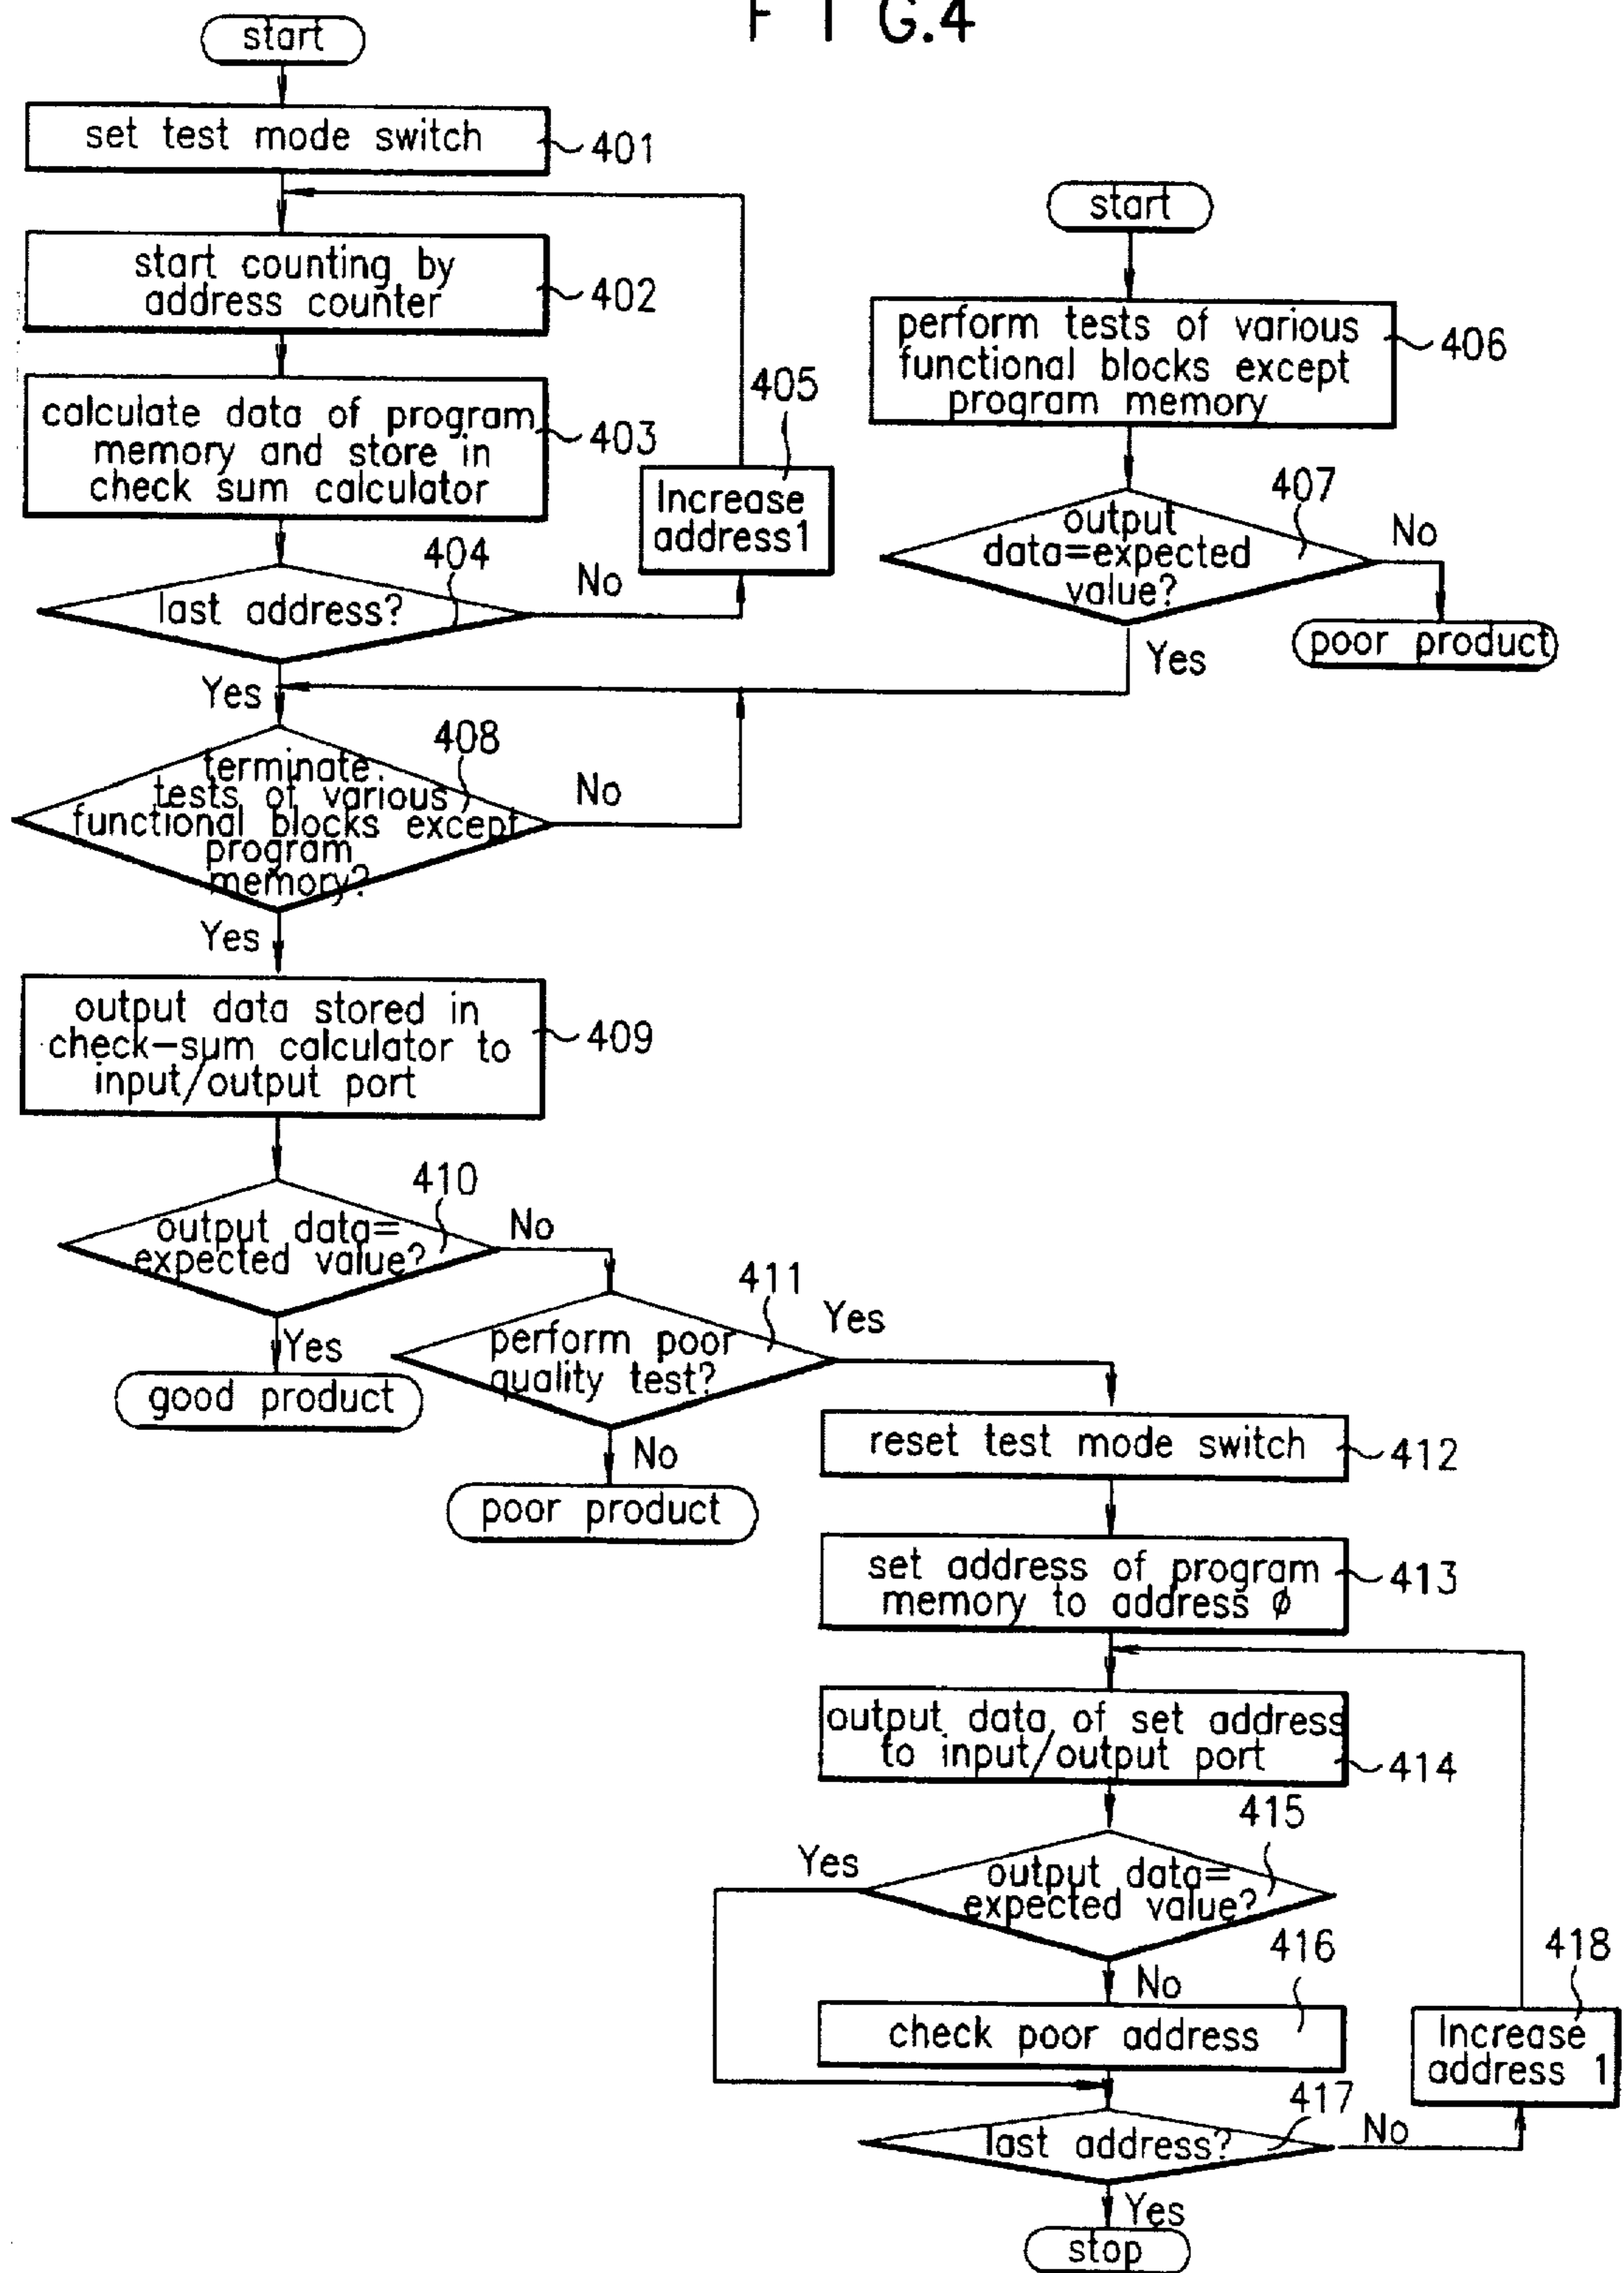 F I G.4
start
set test mode switch
401
start counting by
address counter
402
calculate data of program
memory and store in
check sum calculator
403
404
last address?
No
Yes
405
Increase
address1
start
perform tests of various
functional blocks except
program memory
406
407
output
data=expected
value?
No
poor product
Yes
408
terminate
tests of various
functional blocks except
program
memory?
No
Yes
output data stored in
check-sum calculator to
input/output port
409
410
output data=
expected value?
No
Yes
good product
411
perform poor
quality test?
Yes
No
poor product
reset test mode switch
412
set address of program
memory to address ø
413
output data of set address
to input/output port
414
415
output data=
expected value?
Yes
No
416
check poor address
417
last address?
No
418
Increase
address 1
Yes
stop